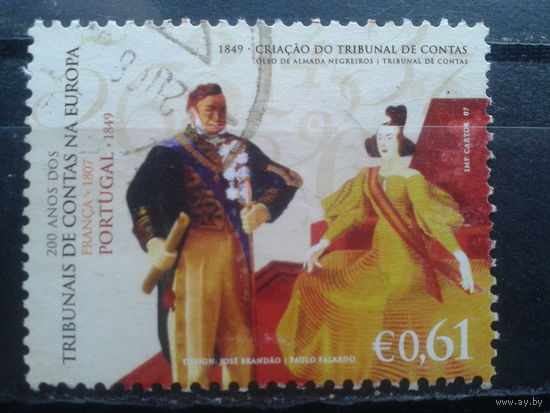 1849 · CRIAÇÃO DO TRIBUNAL DE CONTAS
ÓLEO DE ALMADA NEGREIROS | TRIBUNAL DE CONTAS
200 ANOS DOS
TRIBUNAIS DE CONTAS NA EUROPA
FRANÇA · 1807
PORTUGAL · 1849
IMP. CARTOR 07
€0,61
DESIGN: JOSÉ BRANDÃO | PAULO FALARDO
www.ay.by